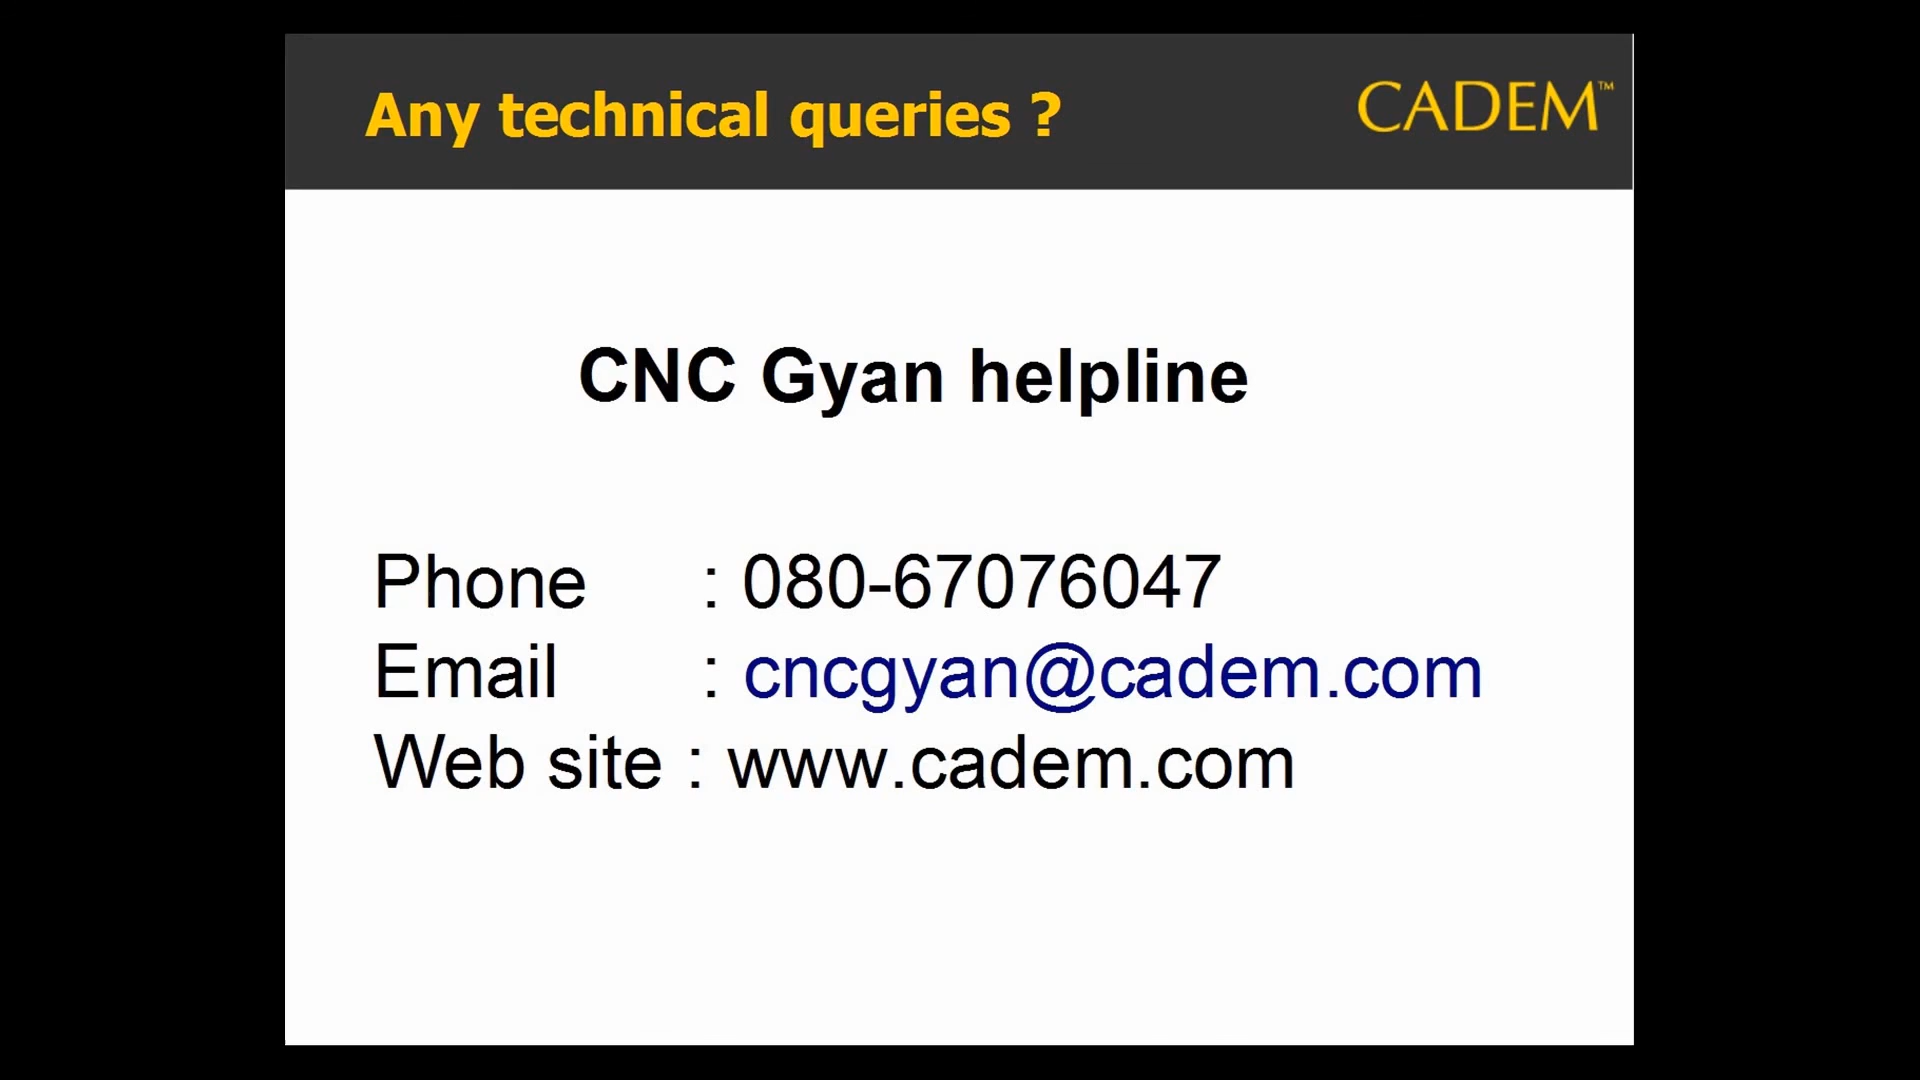 Any technical queries ?
CADEM™
CNC Gyan helpline
Phone : 080-67076047
Email : cncgyan@cadem.com
Web site : www.cadem.com